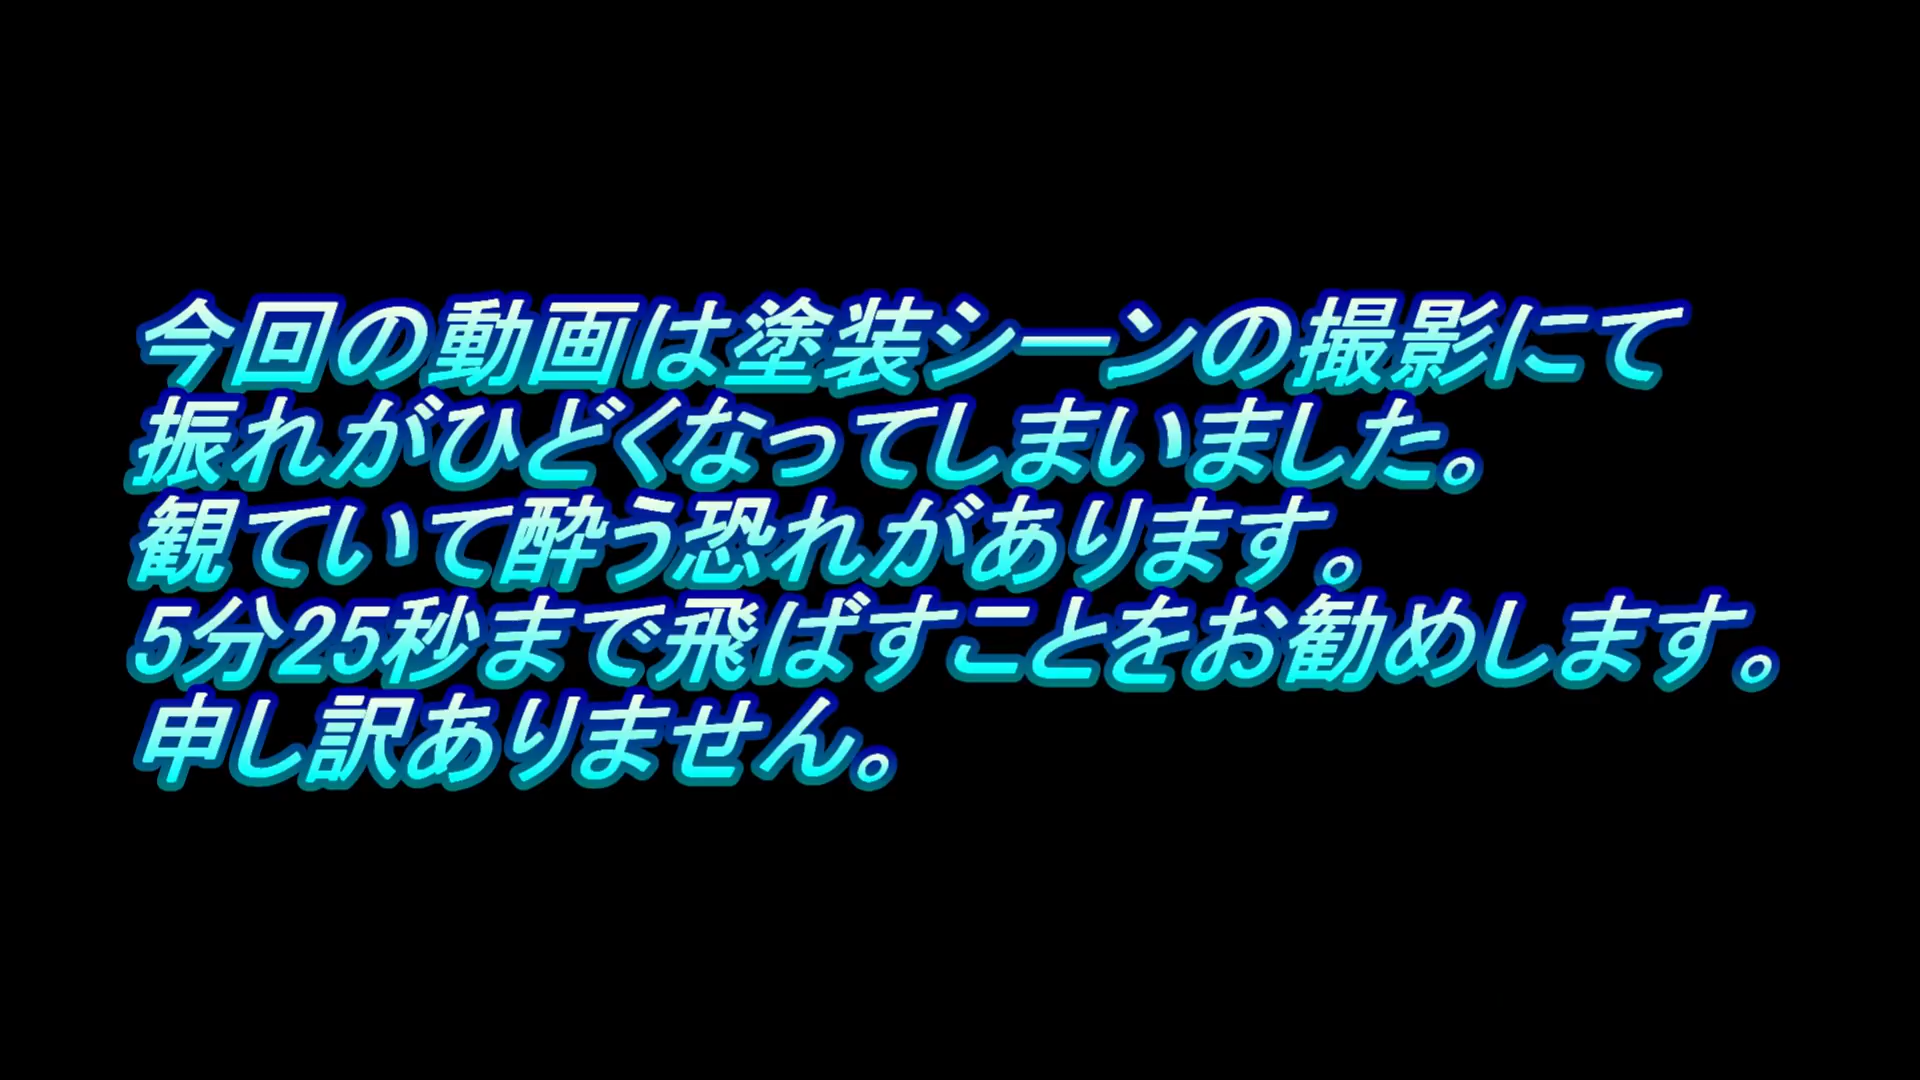 今回の動画は塗装シーンの撮影にて
振れがひどくなってしまいました。
観ていて酔う恐れがあります。
5分25秒まで飛ばすことをお勧めします。
申し訳ありません。